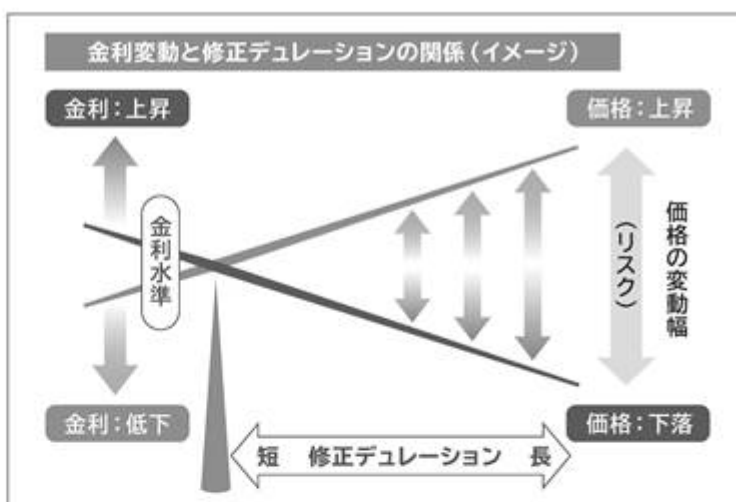 金利変動と修正デュレーションの関係(イメージ)
金利:上昇
価格:上昇
金利水準
(リスク)
価格の変動幅
金利:低下
価格:下落
短 修正デュレーション 長